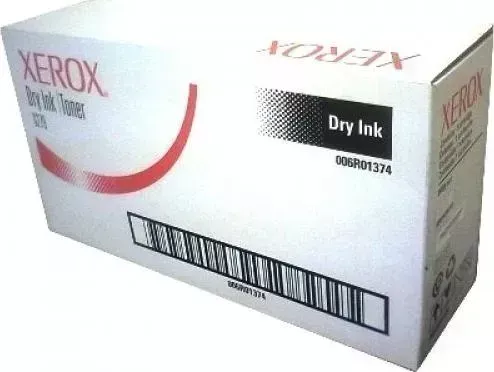 XEROX
XEROX
Dry Ink/Toner
Dry Ink
006R01374
006R01374
XEROX